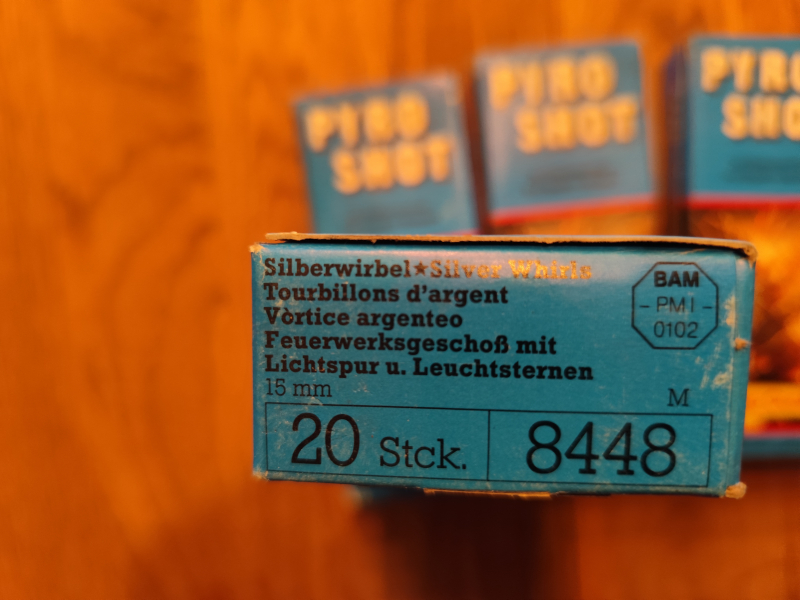 PYRO
SHOT
PYRO
SHOT
PYRO
SHO
Silberwirbel★Silver Whirls
Tourbillons d'argent
Vòrtice argenteo
Feuerwerksgeschoß mit
Lichtspur u. Leuchtsternen
15 mm
M
BAM
- PM I -
0102
20 Stck.
8448